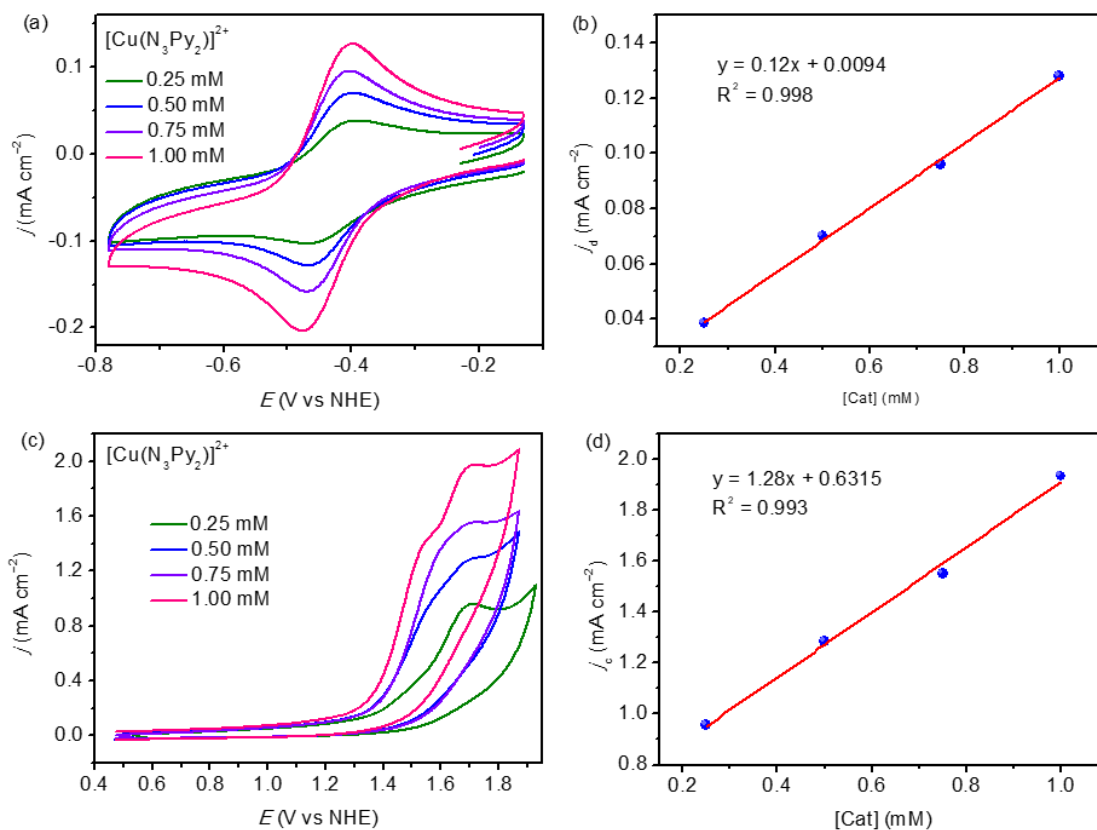 (a)
[Cu(N₃Py₂)]²⁺
0.25 mM
0.50 mM
0.75 mM
1.00 mM
0.1
0.0
-0.1
-0.2
j (mA cm⁻²)
-0.8
-0.6
-0.4
-0.2
E (V vs NHE)
(b)
y = 0.12x + 0.0094
R² = 0.998
0.14
0.12
0.10
0.08
0.06
0.04
j_d (mA cm⁻²)
0.2
0.4
0.6
0.8
1.0
[Cat] (mM)
(c)
[Cu(N₃Py₂)]²⁺
0.25 mM
0.50 mM
0.75 mM
1.00 mM
2.0
1.6
1.2
0.8
0.4
0.0
j (mA cm⁻²)
0.4
0.6
0.8
1.0
1.2
1.4
1.6
1.8
E (V vs NHE)
(d)
y = 1.28x + 0.6315
R² = 0.993
2.0
1.8
1.6
1.4
1.2
1.0
0.8
j_c (mA cm⁻²)
0.2
0.4
0.6
0.8
1.0
[Cat] (mM)